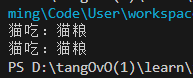 ming\Code\User\workspac
猫吃：猫粮
猫吃：猫粮
PS D:\tangOvO(1)\learn\